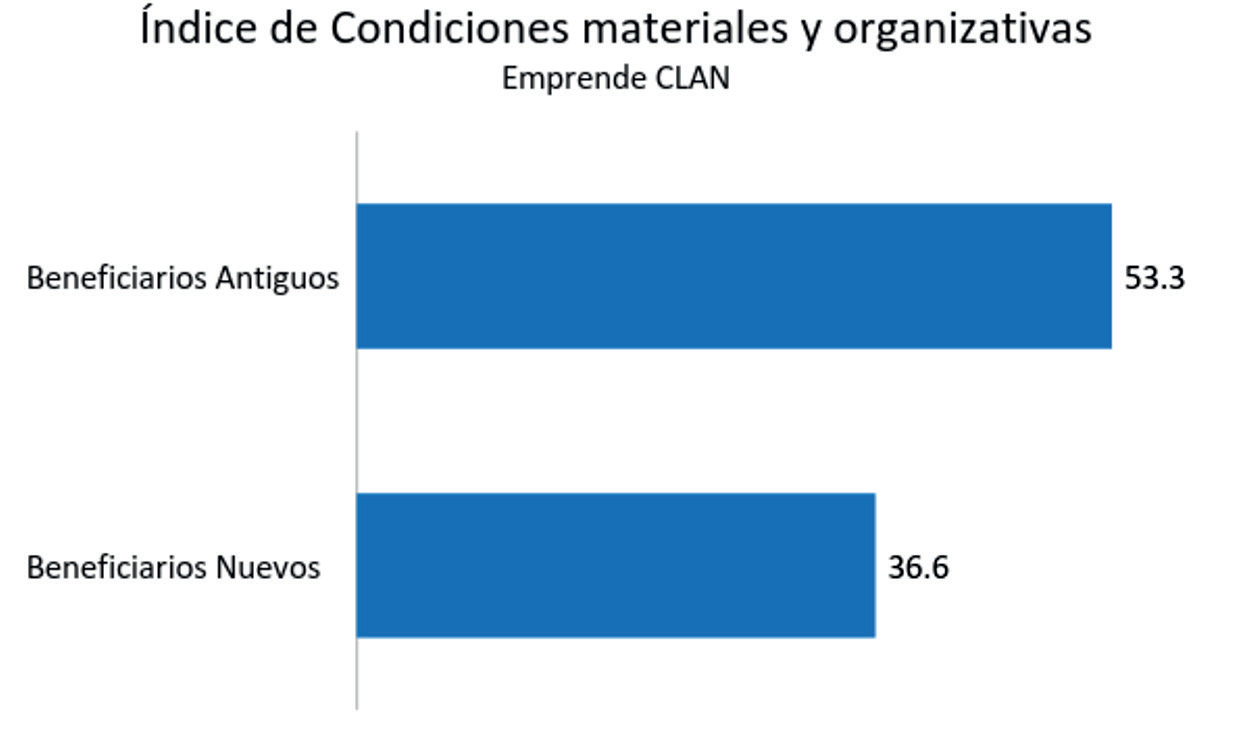 Índice de Condiciones materiales y organizativas
Emprende CLAN
Beneficiarios Antiguos 53.3
Beneficiarios Nuevos 36.6